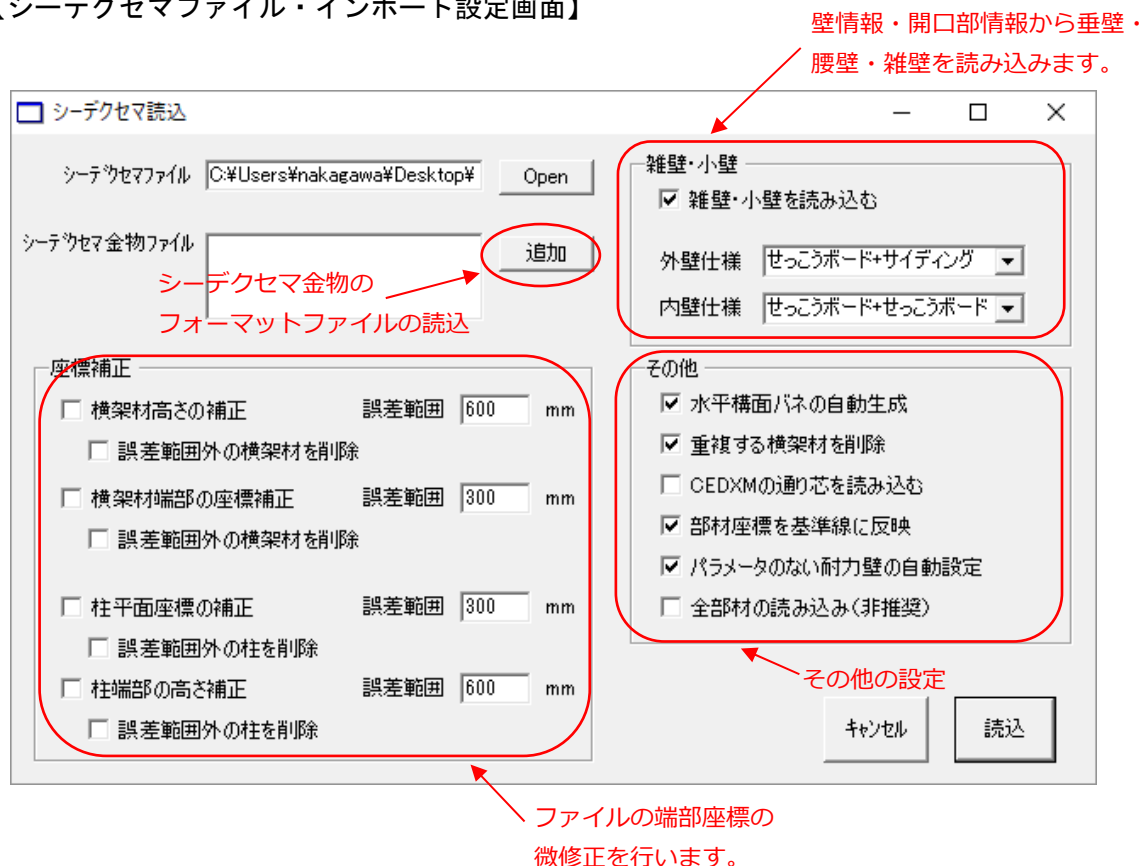 【シーデクセマファイル・インポート設定画面】
壁情報・開口部情報から垂壁・
腰壁・雑壁を読み込みます。
シーデクセマ読込
シーデクセマファイル C:¥Users¥nakagawa¥Desktop¥ Open
シーデクセマ金物ファイル 追加
シーデクセマ金物の
フォーマットファイルの読込
雑壁・小壁
雑壁・小壁を読み込む
外壁仕様 せっこうボード+サイディング
内壁仕様 せっこうボード+せっこうボード
座標補正
横架材高さの補正 誤差範囲 600 mm
誤差範囲外の横架材を削除
横架材端部の座標補正 誤差範囲 300 mm
誤差範囲外の横架材を削除
柱平面座標の補正 誤差範囲 300 mm
誤差範囲外の柱を削除
柱端部の高さ補正 誤差範囲 600 mm
誤差範囲外の柱を削除
その他
水平構面バネの自動生成
重複する横架材を削除
CEDXMの通り芯を読み込む
部材座標を基準線に反映
パラメータのない耐力壁の自動設定
全部材の読み込み(非推奨)
その他の設定
キャンセル 読込
ファイルの端部座標の
微修正を行います。